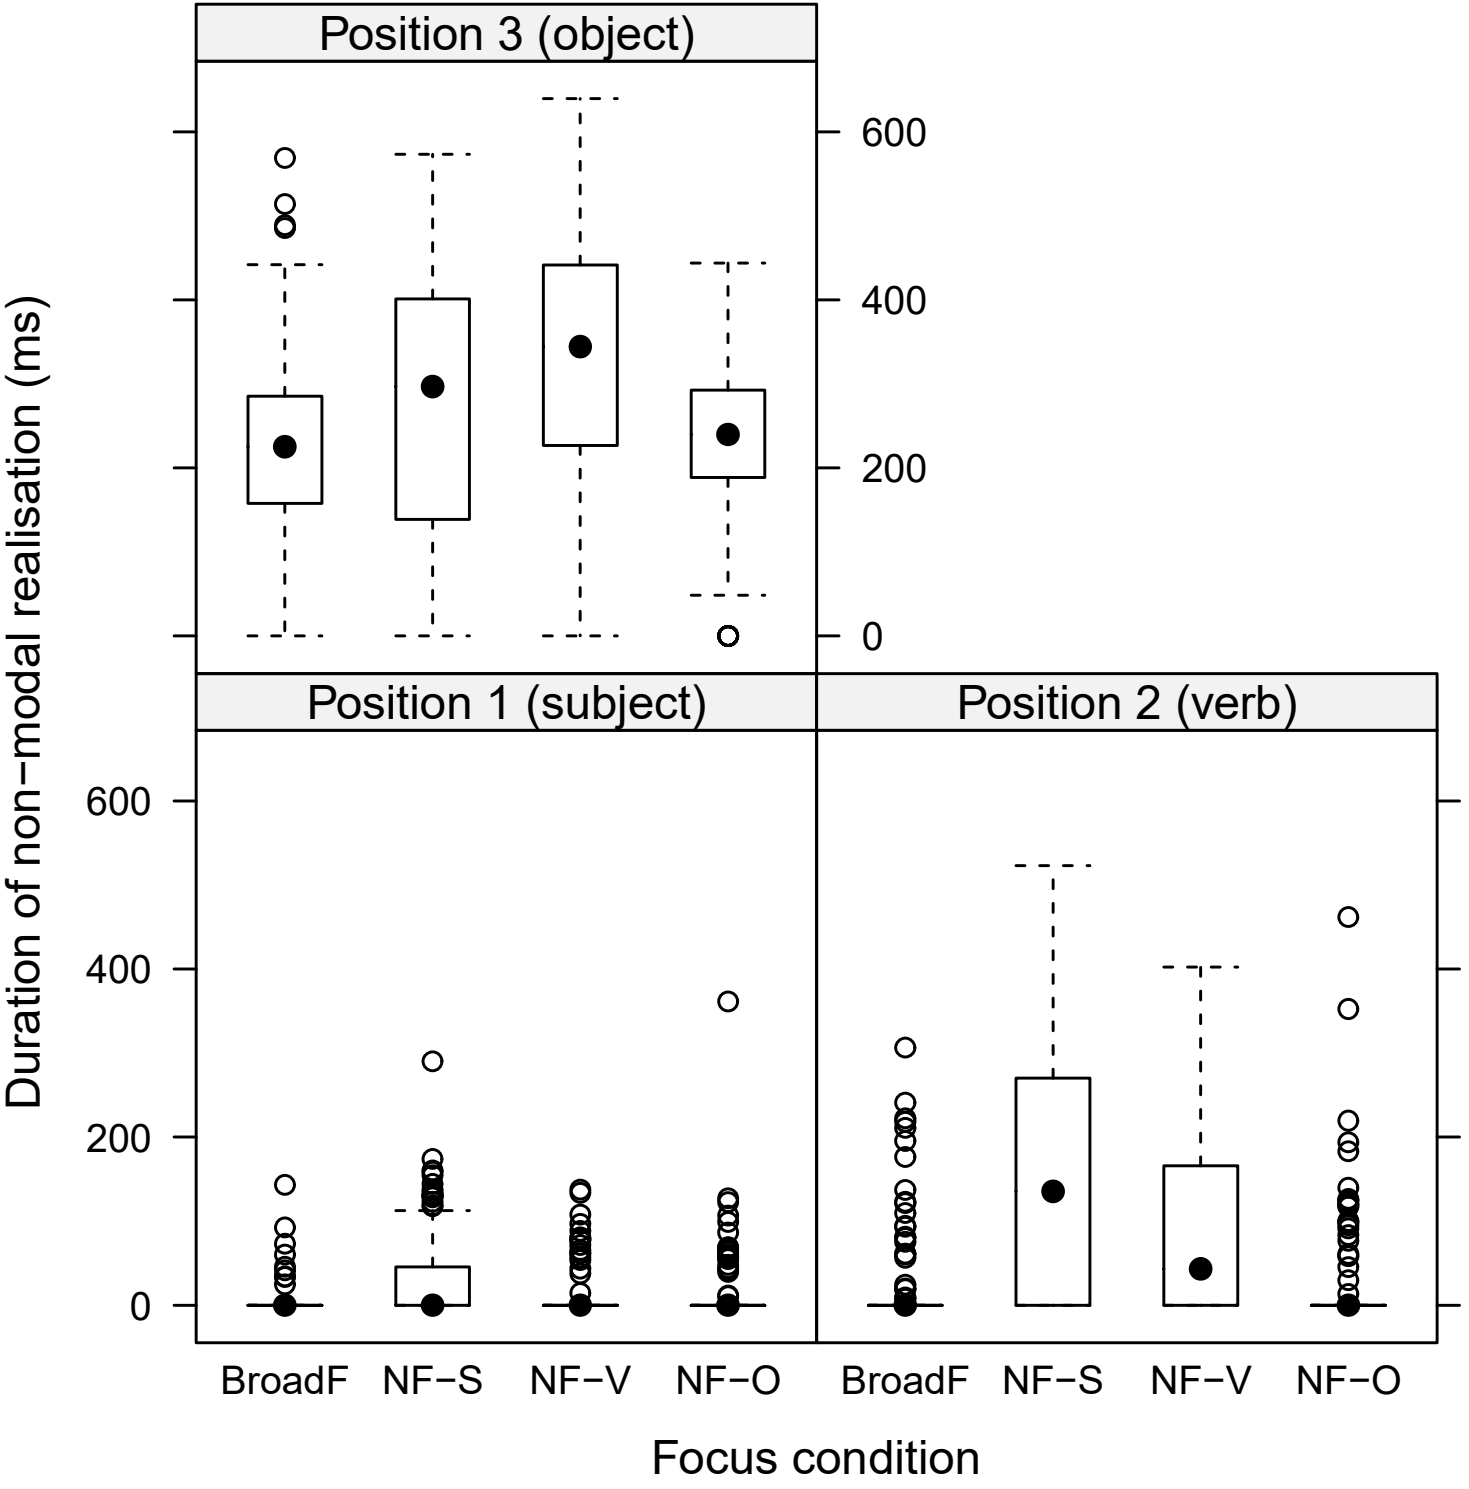 Position 3 (object)
600
400
200
0
Duration of non−modal realisation (ms)
Position 1 (subject)
Position 2 (verb)
600
400
200
0
BroadF NF−S NF−V NF−O BroadF NF−S NF−V NF−O
Focus condition